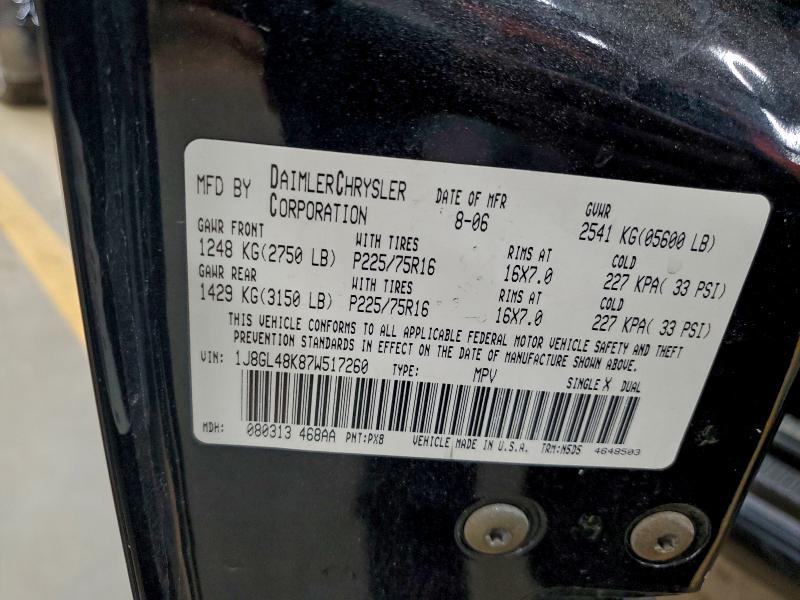 MFD BY DAIMLERCHRYSLER CORPORATION DATE OF MFR 8-06 GVWR 2541 KG(05600 LB)
GAWR FRONT WITH TIRES RIMS AT COLD
1248 KG(2750 LB) P225/75R16 16X7.0 227 KPA( 33 PSI)
GAWR REAR WITH TIRES RIMS AT COLD
1429 KG(3150 LB) P225/75R16 16X7.0 227 KPA( 33 PSI)
THIS VEHICLE CONFORMS TO ALL APPLICABLE FEDERAL MOTOR VEHICLE SAFETY AND THEFT
PREVENTION STANDARDS IN EFFECT ON THE DATE OF MANUFACTURE SHOWN ABOVE.
VIN: 1J8GL48K87W517260 TYPE: MPV SINGLE X DUAL
MDH: 080313 468AA PNT:PX8 VEHICLE MADE IN U.S.A. TRM:N5D5 4648503